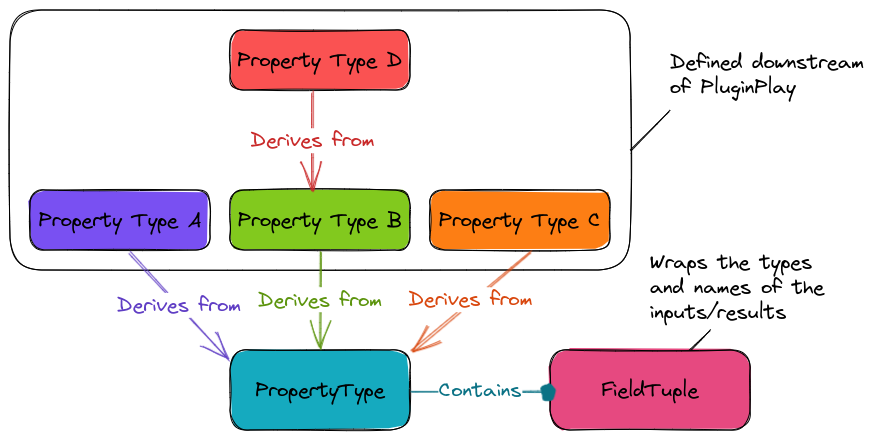 Property Type D
Defined downstream
of PluginPlay
Derives from
Property Type A
Property Type B
Property Type C
Wraps the types
and names of the
inputs/results
Derives from
Derives from
Derives from
PropertyType
Contains
FieldTuple